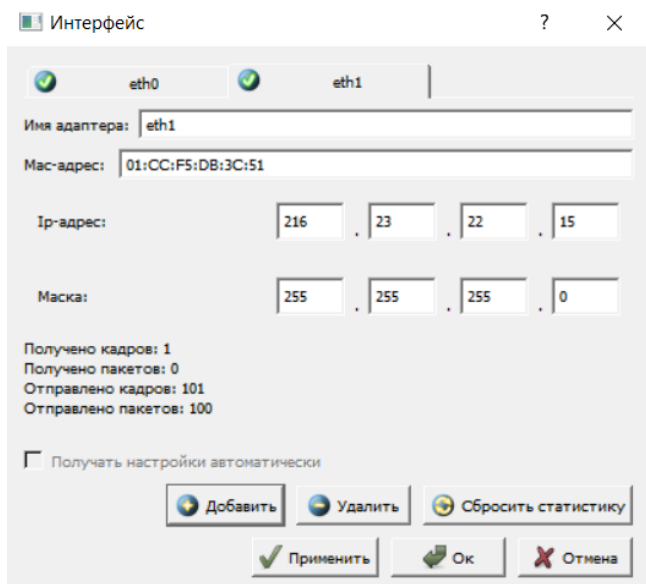 Интерфейс
?
eth0
eth1
Имя адаптера: eth1
Mac-адрес: 01:CC:F5:DB:3C:51
Ip-адрес: 216 . 23 . 22 . 15
Маска: 255 . 255 . 255 . 0
Получено кадров: 1
Получено пакетов: 0
Отправлено кадров: 101
Отправлено пакетов: 100
Получать настройки автоматически
Добавить
Удалить
Сбросить статистику
Применить
Ок
Отмена